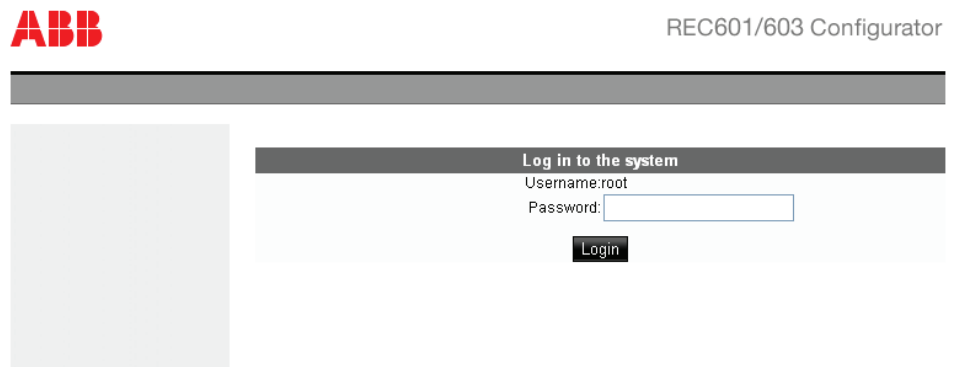 ABB
REC601/603 Configurator
Log in to the system
Username:root
Password:
Login